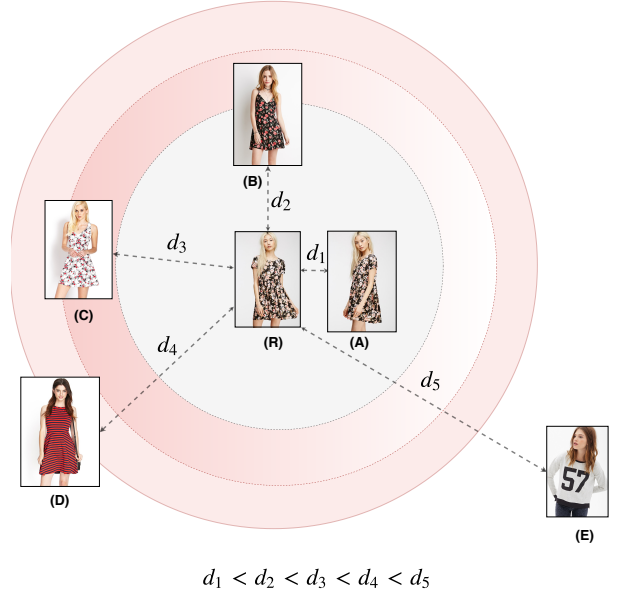 (B)
d2
d3
d1
(C)
(R)
(A)
d4
d5
57
(D)
(E)
d1 < d2 < d3 < d4 < d5